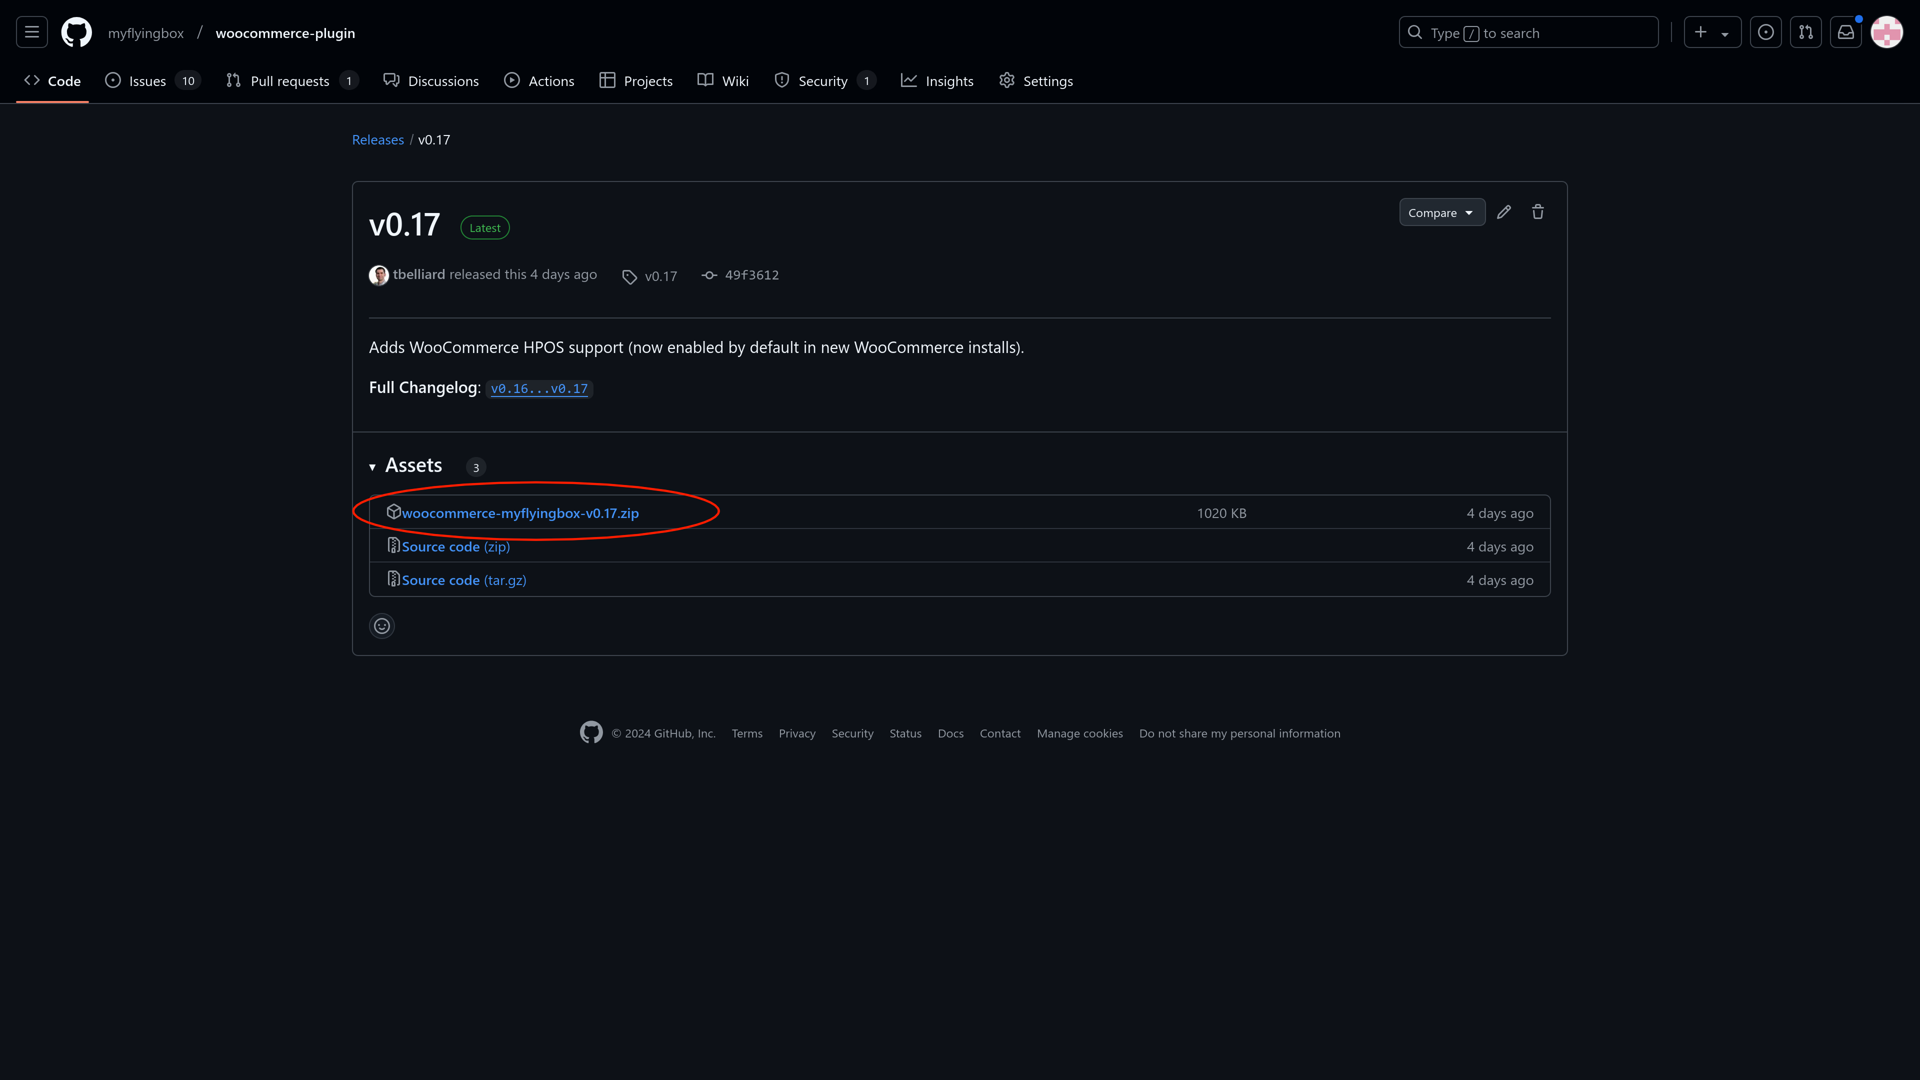 myflyingbox / woocommerce-plugin
Type / to search
Code Issues 10 Pull requests 1 Discussions Actions Projects Wiki Security 1 Insights Settings
Releases / v0.17
v0.17 Latest
Compare
tbelliard released this 4 days ago v0.17 49f3612
Adds WooCommerce HPOS support (now enabled by default in new WooCommerce installs).
Full Changelog: v0.16...v0.17
Assets 3
woocommerce-myflyingbox-v0.17.zip 1020 KB 4 days ago
Source code (zip) 4 days ago
Source code (tar.gz) 4 days ago
© 2024 GitHub, Inc. Terms Privacy Security Status Docs Contact Manage cookies Do not share my personal information